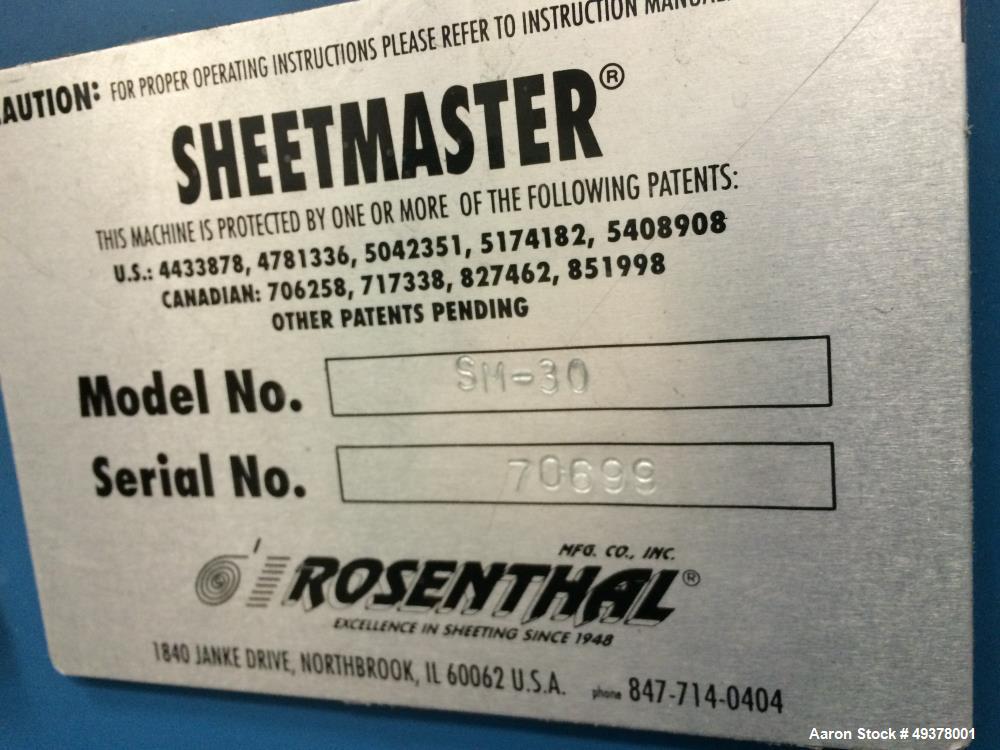 CAUTION: FOR PROPER OPERATING INSTRUCTIONS PLEASE REFER TO INSTRUCTION MANUAL
SHEETMASTER®
THIS MACHINE IS PROTECTED BY ONE OR MORE OF THE FOLLOWING PATENTS:
U.S.: 4433878, 4781336, 5042351, 5174182, 5408908
CANADIAN: 706258, 717338, 827462, 851998
OTHER PATENTS PENDING
Model No. SM-30
Serial No. 70699
MFG. CO., INC.
ROSENTHAL®
EXCELLENCE IN SHEETING SINCE 1948
1840 JANKE DRIVE, NORTHBROOK, IL 60062 U.S.A. phone 847-714-0404
Aaron Stock # 49378001